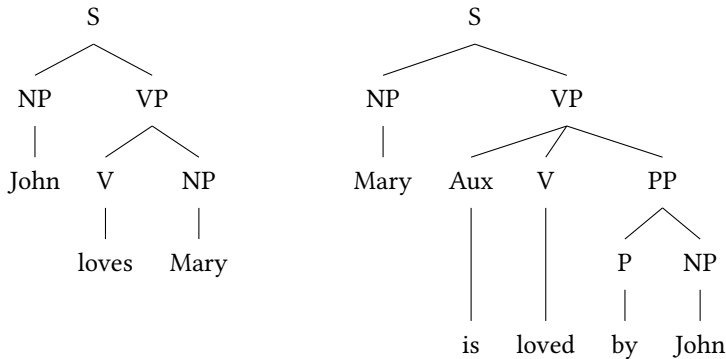 S S
NP VP NP VP
John V NP Mary Aux V PP
loves Mary P NP
is loved by John